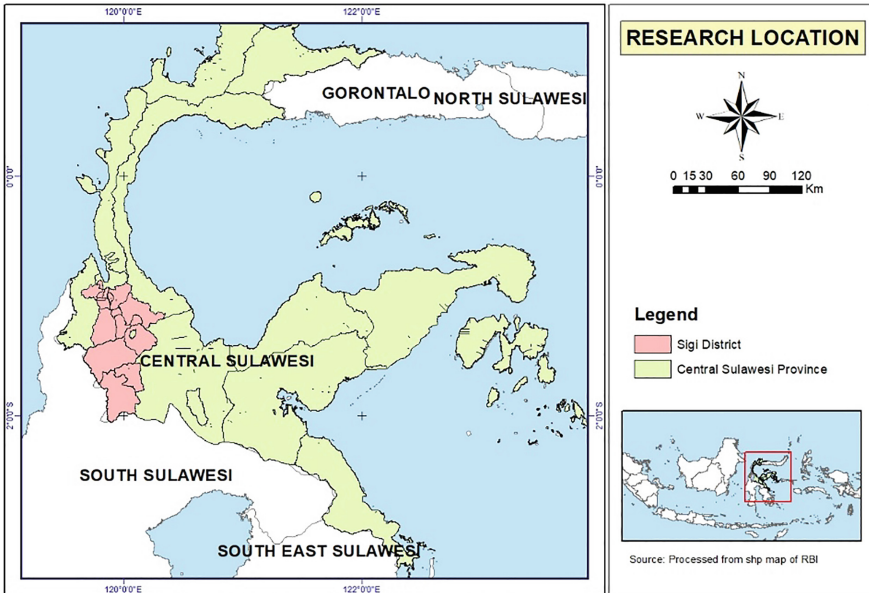 120°0'0"E
122°0'0"E
GORONTALO
NORTH SULAWESI
0°0'0"
0°0'0"
CENTRAL SULAWESI
2°0'0"S
2°0'0"S
SOUTH SULAWESI
SOUTH EAST SULAWESI
120°0'0"E
122°0'0"E
RESEARCH LOCATION
N
W
E
S
0 15 30 60 90 120
Km
Legend
Sigi District
Central Sulawesi Province
Source: Processed from shp map of RBI